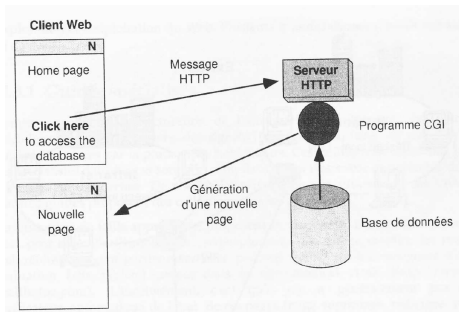 Client Web
N
Home page
Click here
to access the
database
Message
HTTP
Serveur
HTTP
Programme CGI
N
Nouvelle
page
Génération
d'une nouvelle
page
Base de données